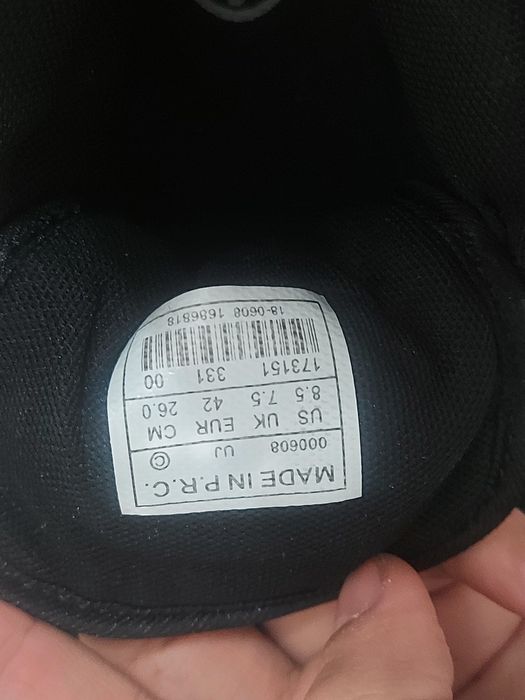 MADE IN P.R.C.
000608 UJ ©
US UK EUR CM
8.5 7.5 42 26.0
173151 331 00
18-0608 1686818